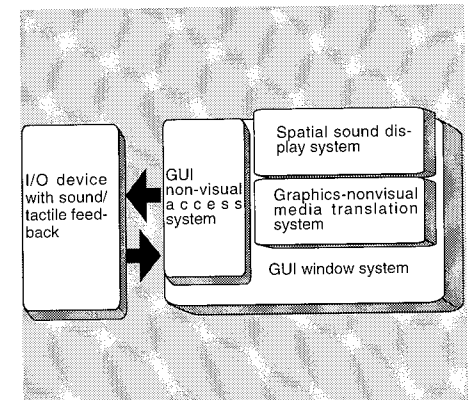 I/O device
with sound/
tactile feed-
back
GUI
non-visual
access
system
Spatial sound dis-
play system
Graphics-nonvisual
media translation
system
GUI window system